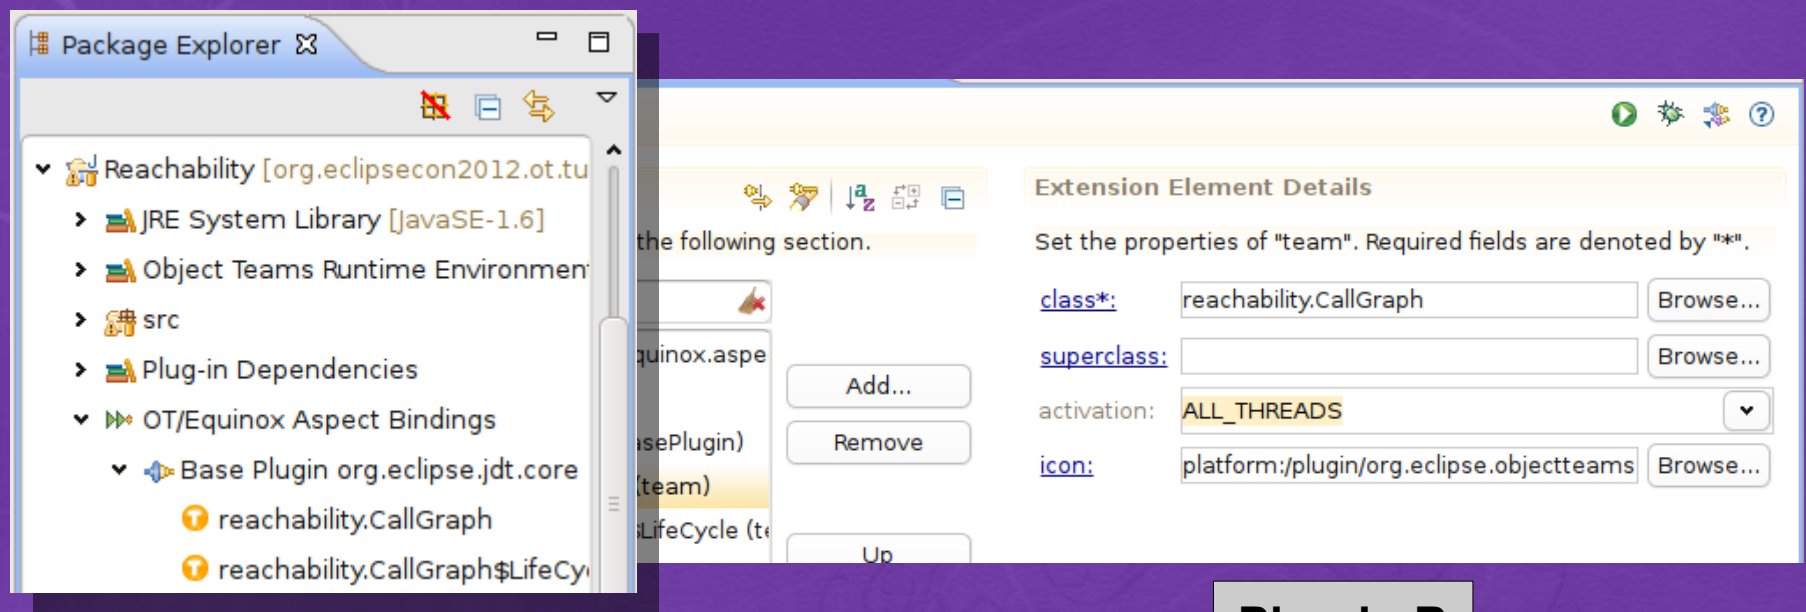 Package Explorer
Reachability [org.eclipsecon2012.ot.tu
JRE System Library [JavaSE-1.6]
Object Teams Runtime Environmen
src
Plug-in Dependencies
OT/Equinox Aspect Bindings
Base Plugin org.eclipse.jdt.core
reachability.CallGraph
reachability.CallGraph$LifeCy
the following section.
quinox.aspe
asePlugin)
(team)
$LifeCycle (te
Add...
Remove
Up
Extension Element Details
Set the properties of "team". Required fields are denoted by "*".
class*: reachability.CallGraph Browse...
superclass: Browse...
activation: ALL_THREADS
icon: platform:/plugin/org.eclipse.objectteams Browse...